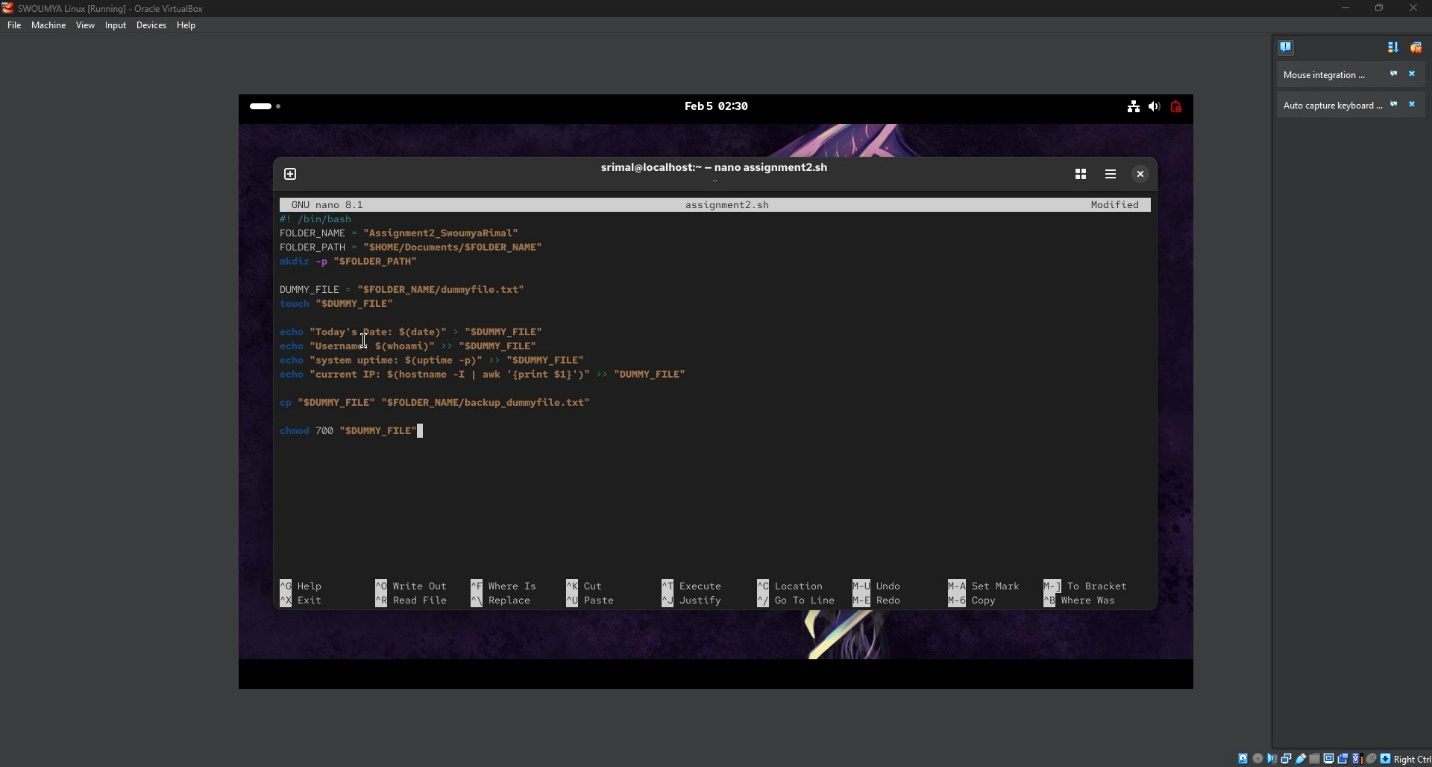 SWOUMYA Linux [Running] - Oracle VirtualBox
File Machine View Input Devices Help
Mouse integration ...
Auto capture keyboard ...
Feb 5 02:30
srimal@localhost:~ — nano assignment2.sh
GNU nano 8.1 assignment2.sh Modified
#! /bin/bash
FOLDER_NAME = "Assignment2_SwoumyaRimal"
FOLDER_PATH = "$HOME/Documents/$FOLDER_NAME"
mkdir -p "$FOLDER_PATH"
DUMMY_FILE = "$FOLDER_NAME/dummyfile.txt"
touch "$DUMMY_FILE"
echo "Today's Date: $(date)" > "$DUMMY_FILE"
echo "Username: $(whoami)" >> "$DUMMY_FILE"
echo "system uptime: $(uptime -p)" >> "$DUMMY_FILE"
echo "current IP: $(hostname -I | awk '{print $1}')" >> "DUMMY_FILE"
cp "$DUMMY_FILE" "$FOLDER_NAME/backup_dummyfile.txt"
chmod 700 "$DUMMY_FILE"
^G Help ^O Write Out ^F Where Is ^K Cut ^T Execute ^C Location M-U Undo M-A Set Mark M-] To Bracket
^X Exit ^R Read File ^\ Replace ^U Paste ^J Justify ^/ Go To Line M-E Redo M-6 Copy ^B Where Was
Right Ctrl